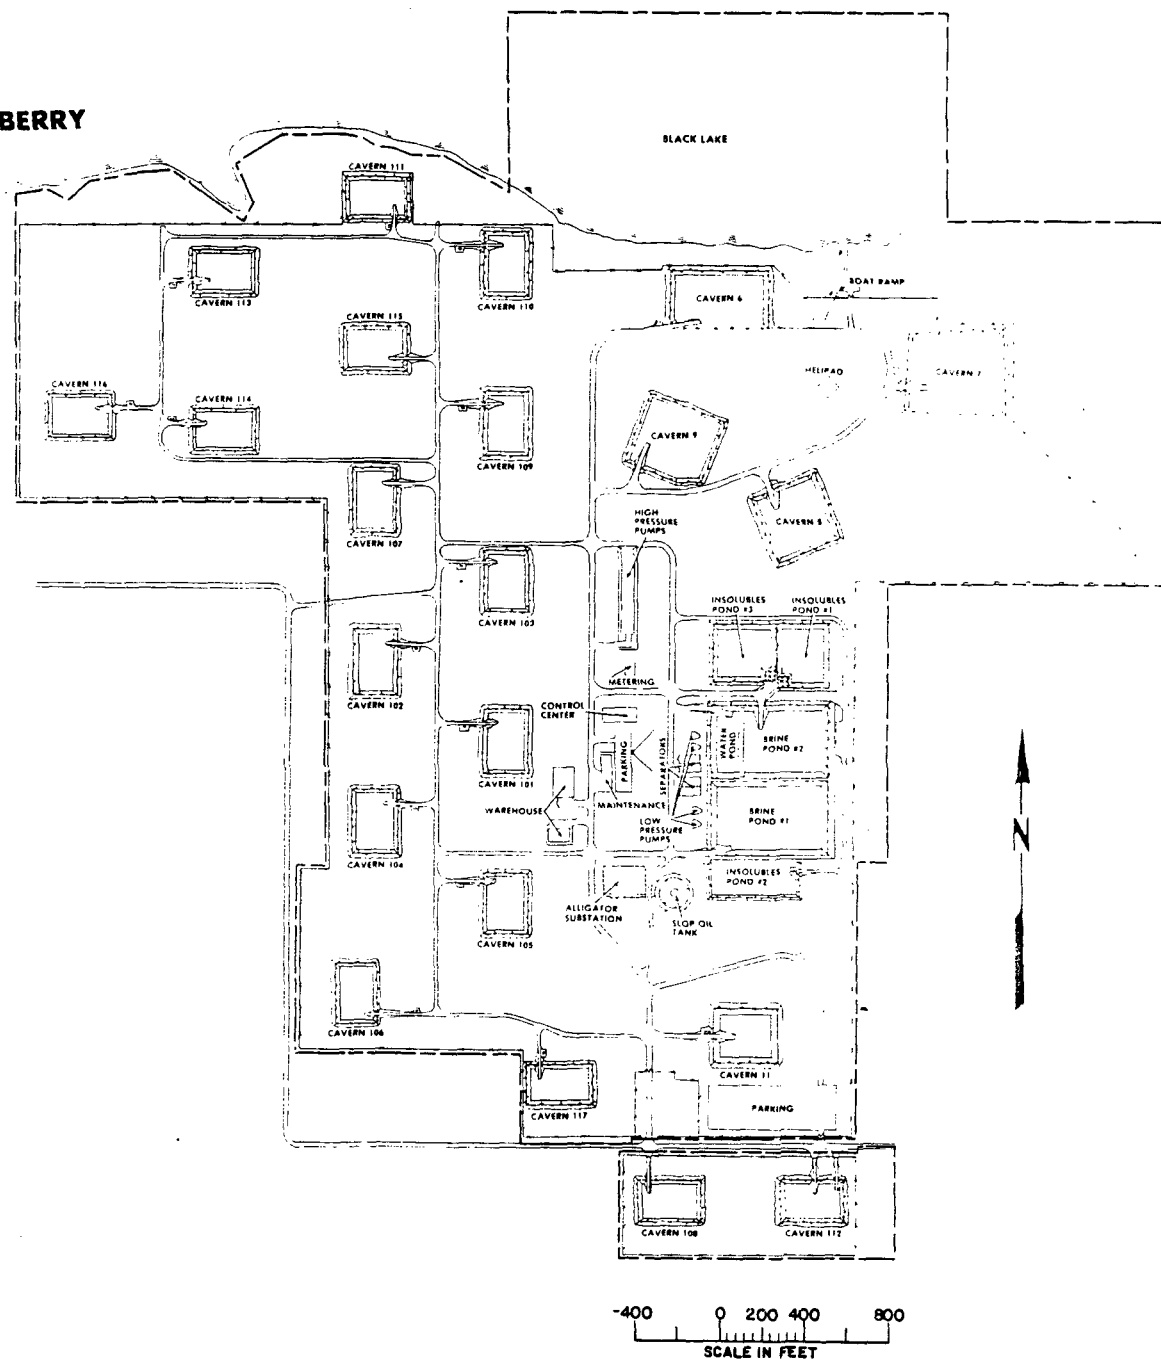 BERRY
BLACK LAKE
CAVERN 111
CAVERN 113
CAVERN 110
CAVERN 6
BOAT RAMP
CAVERN 115
CAVERN 7
HELIPAD
CAVERN 116
CAVERN 114
CAVERN 9
CAVERN 109
CAVERN 8
HIGH
PRESSURE
PUMPS
CAVERN 107
INSOLUBLES
POND #3
INSOLUBLES
POND #1
CAVERN 103
METERING
CAVERN 102
CONTROL
CENTER
PARKING
SEPARATORS
WATER
POND
BRINE
POND #2
CAVERN 101
WAREHOUSE
MAINTENANCE
LOW
PRESSURE
PUMPS
BRINE
POND #1
CAVERN 104
INSOLUBLES
POND #2
ALLIGATOR
SUBSTATION
SLOP OIL
TANK
CAVERN 105
CAVERN 106
CAVERN 11
CAVERN 117
PARKING
CAVERN 108
CAVERN 112
N
-400 0 200 400 800
SCALE IN FEET